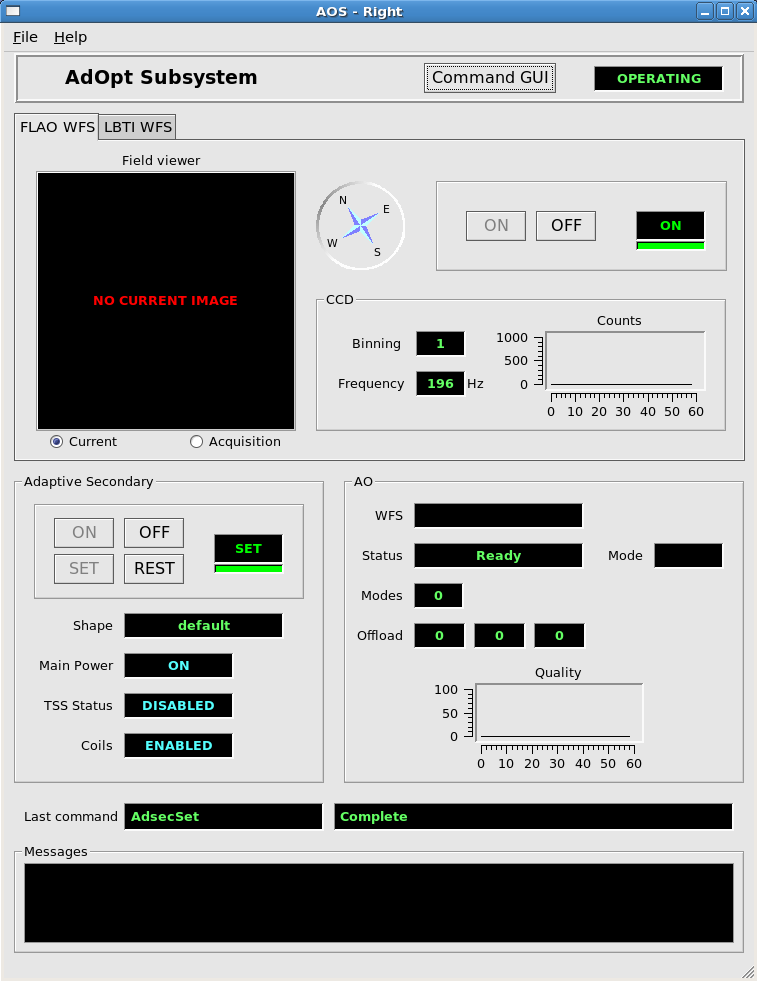 AOS - Right
File Help
AdOpt Subsystem Command GUI OPERATING
FLAO WFS LBTI WFS
Field viewer
NO CURRENT IMAGE
Current Acquisition
N
E
W
S
ON OFF ON
CCD
Binning 1
Frequency 196 Hz
Counts
1000
500
0
0 10 20 30 40 50 60
Adaptive Secondary
ON OFF
SET REST
SET
Shape default
Main Power ON
TSS Status DISABLED
Coils ENABLED
AO
WFS
Status Ready Mode
Modes 0
Offload 0 0 0
Quality
100
50
0
0 10 20 30 40 50 60
Last command AdsecSet Complete
Messages